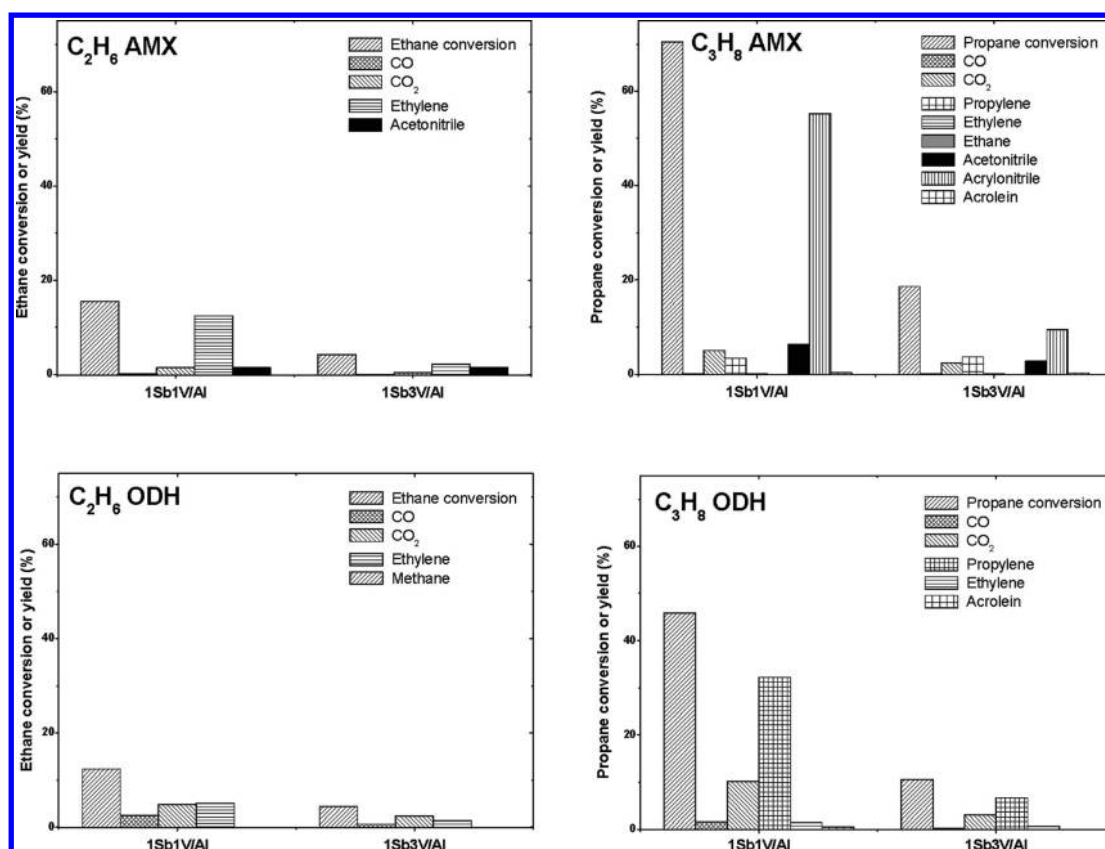 C₂H₆ AMX
Ethane conversion
CO
CO₂
Ethylene
Acetonitrile
Ethane conversion or yield (%)
60
40
20
0
1Sb1V/Al
1Sb3V/Al
C₃H₈ AMX
Propane conversion
CO
CO₂
Propylene
Ethylene
Ethane
Acetonitrile
Acrylonitrile
Acrolein
Propane conversion or yield (%)
60
40
20
0
1Sb1V/Al
1Sb3V/Al
C₂H₆ ODH
Ethane conversion
CO
CO₂
Ethylene
Methane
Ethane conversion or yield (%)
60
40
20
0
1Sb1V/Al
1Sb3V/Al
C₃H₈ ODH
Propane conversion
CO
CO₂
Propylene
Ethylene
Acrolein
Propane conversion or yield (%)
60
40
20
0
1Sb1V/Al
1Sb3V/Al